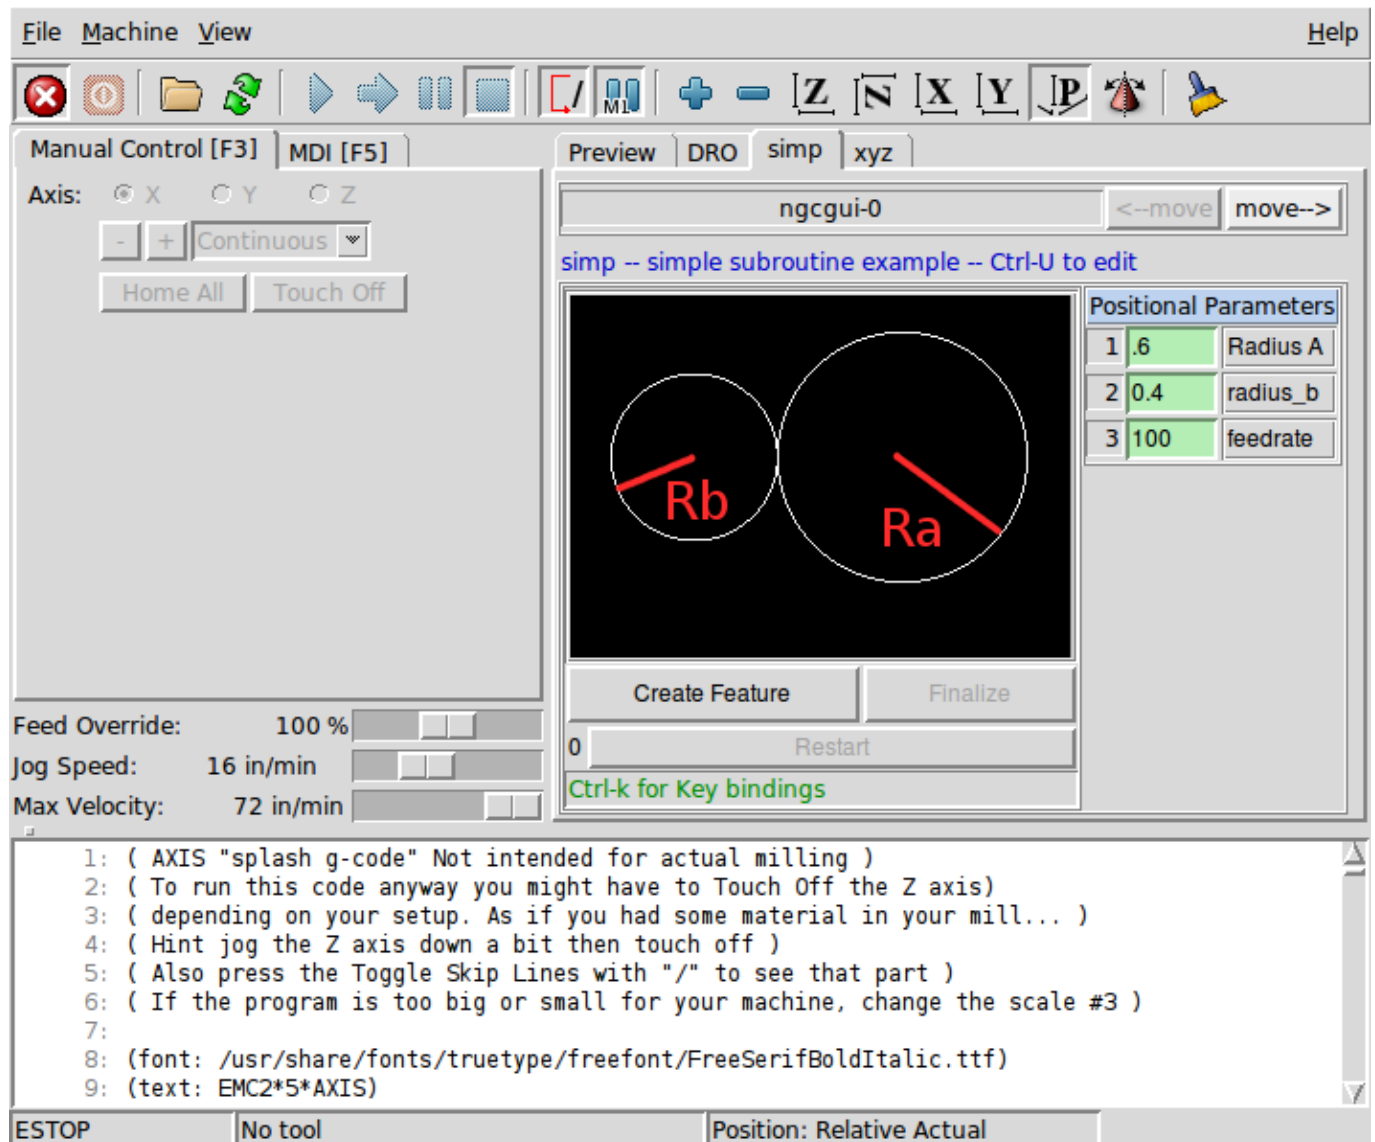 File Machine View Help
Z N X Y P
M1
Manual Control [F3] MDI [F5]
Preview DRO simp xyz
Axis: X Y Z
- + Continuous
Home All Touch Off
ngcgui-0 <--move move-->
simp -- simple subroutine example -- Ctrl-U to edit
Positional Parameters
1 .6 Radius A
2 0.4 radius_b
3 100 feedrate
Rb
Ra
Create Feature Finalize
0 Restart
Ctrl-k for Key bindings
Feed Override: 100 %
Jog Speed: 16 in/min
Max Velocity: 72 in/min
1: ( AXIS "splash g-code" Not intended for actual milling )
2: ( To run this code anyway you might have to Touch Off the Z axis)
3: ( depending on your setup. As if you had some material in your mill... )
4: ( Hint jog the Z axis down a bit then touch off )
5: ( Also press the Toggle Skip Lines with "/" to see that part )
6: ( If the program is too big or small for your machine, change the scale #3 )
7:
8: (font: /usr/share/fonts/truetype/freefont/FreeSerifBoldItalic.ttf)
9: (text: EMC2*5*AXIS)
ESTOP No tool Position: Relative Actual